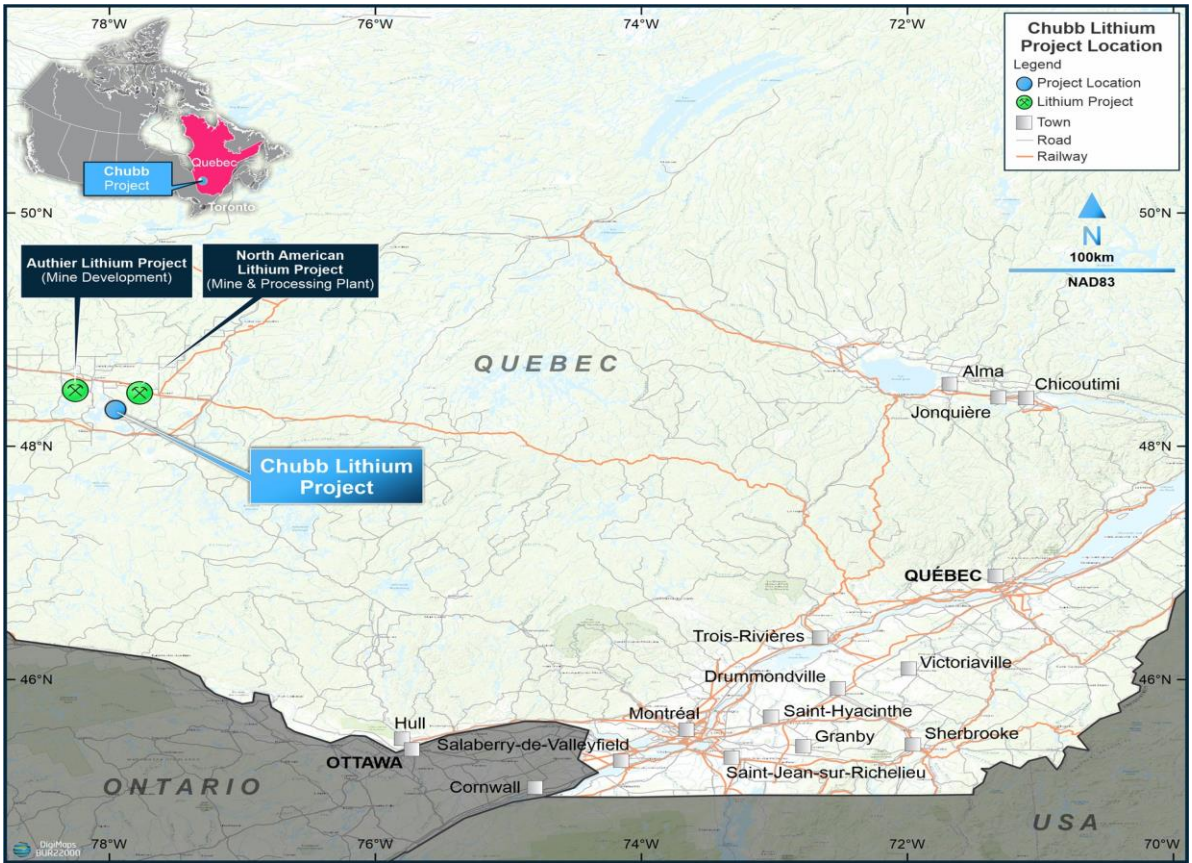 78°W
76°W
74°W
72°W
Chubb Lithium
Project Location
Legend
Project Location
Lithium Project
Town
Road
Railway
Quebec
Chubb
Project
Toronto
50°N
50°N
N
100km
NAD83
Authier Lithium Project
(Mine Development)
North American
Lithium Project
(Mine & Processing Plant)
QUEBEC
Alma
Chicoutimi
Jonquière
48°N
48°N
Chubb Lithium
Project
QUÉBEC
Trois-Rivières
Victoriaville
Drummondville
46°N
46°N
Saint-Hyacinthe
Montréal
Hull
Granby
Sherbrooke
Salaberry-de-Valleyfield
OTTAWA
Saint-Jean-sur-Richelieu
Cornwall
ONTARIO
USA
DigiMaps
BUR22000
78°W
76°W
74°W
72°W
70°W